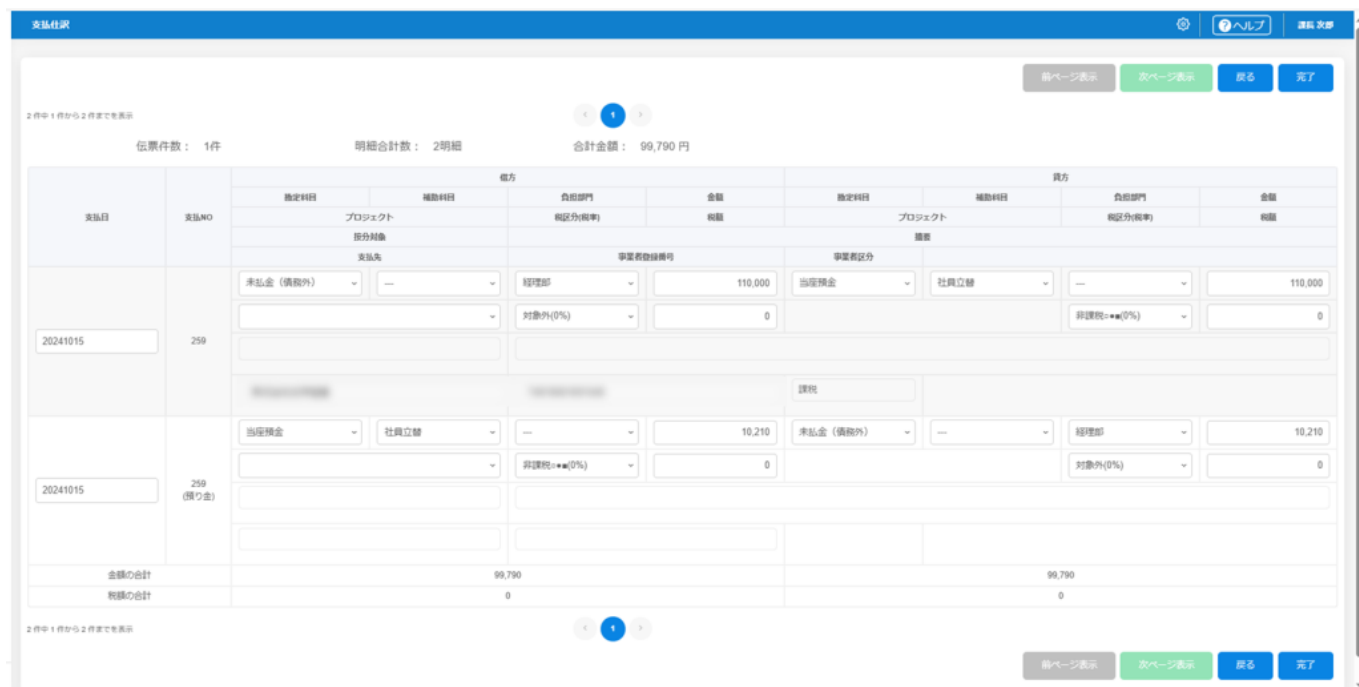 支払仕訳 ?ヘルプ 課長 次郎
前ページ表示 次ページ表示 戻る 完了
2 件中 1 件から 2 件までを表示 < 1 >
伝票件数： 1件 明細合計数： 2明細 合計金額： 99,790 円
支払日 支払NO 借方 貸方
勘定科目 補助科目 負担部門 金額 勘定科目 補助科目 負担部門 金額
プロジェクト 税区分(税率) 税額 プロジェクト 税区分(税率) 税額
按分対象 摘要
支払先 事業者登録番号 事業者区分
未払金（債務外） --- 経理部 110,000 当座預金 社員立替 --- 110,000
対象外(0%) 0 非課税○●■(0%) 0
20241015 259
課税
当座預金 社員立替 --- 10,210 未払金（債務外） --- 経理部 10,210
非課税○●■(0%) 0 対象外(0%) 0
20241015 259
(預り金)
金額の合計 99,790 99,790
税額の合計 0 0
2 件中 1 件から 2 件までを表示 < 1 >
前ページ表示 次ページ表示 戻る 完了